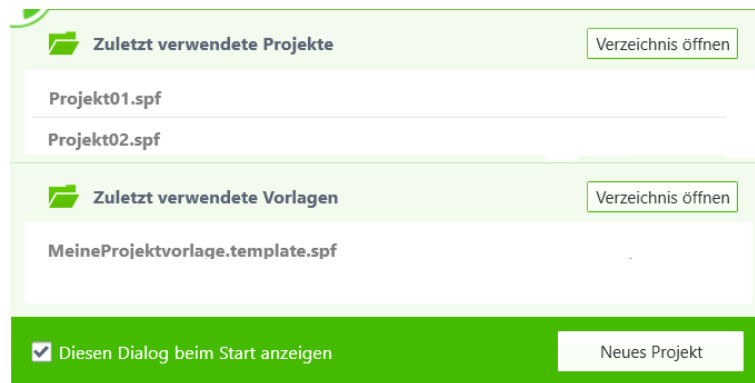 Zuletzt verwendete Projekte
Verzeichnis öffnen
Projekt01.spf
Projekt02.spf
Zuletzt verwendete Vorlagen
Verzeichnis öffnen
MeineProjektvorlage.template.spf
Diesen Dialog beim Start anzeigen
Neues Projekt